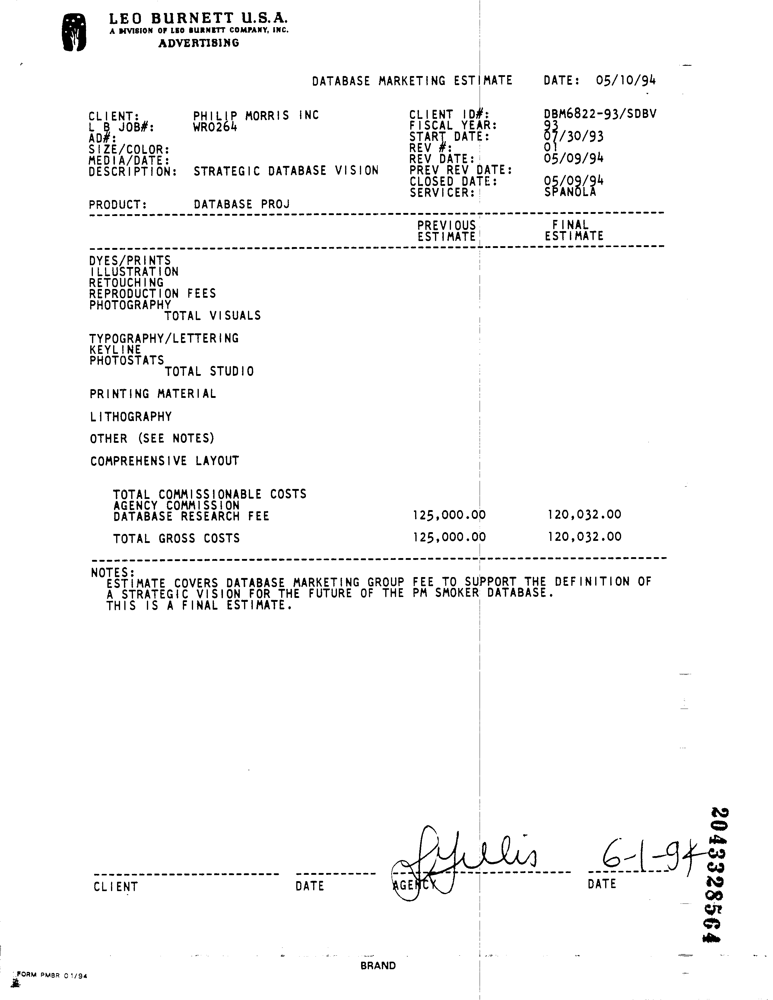 LEO BURNETT U.S.A.
A DIVISION OF LEO BURNETT COMPANY, INC.
ADVERTISING
DATABASE MARKETING ESTIMATE DATE: 05/10/94
CLIENT: PHILIP MORRIS INC CLIENT ID#: DBM6822-93/SDBV
L B JOB#: WRO264 FISCAL YEAR: 93
AD#: START DATE: 07/30/93
SIZE/COLOR: REV #: 01
MEDIA/DATE: REV DATE: 05/09/94
DESCRIPTION: STRATEGIC DATABASE VISION PREV REV DATE:
CLOSED DATE: 05/09/94
SERVICER: SPANOLA
PRODUCT: DATABASE PROJ
PREVIOUS FINAL
ESTIMATE ESTIMATE
DYES/PRINTS
ILLUSTRATION
RETOUCHING
REPRODUCTION FEES
PHOTOGRAPHY
TOTAL VISUALS
TYPOGRAPHY/LETTERING
KEYLINE
PHOTOSTATS
TOTAL STUDIO
PRINTING MATERIAL
LITHOGRAPHY
OTHER (SEE NOTES)
COMPREHENSIVE LAYOUT
TOTAL COMMISSIONABLE COSTS
AGENCY COMMISSION
DATABASE RESEARCH FEE 125,000.00 120,032.00
TOTAL GROSS COSTS 125,000.00 120,032.00
NOTES:
ESTIMATE COVERS DATABASE MARKETING GROUP FEE TO SUPPORT THE DEFINITION OF
A STRATEGIC VISION FOR THE FUTURE OF THE PM SMOKER DATABASE.
THIS IS A FINAL ESTIMATE.
6-1-94
CLIENT DATE AGENCY DATE
2043328564
BRAND
FORM PMBR 01/94